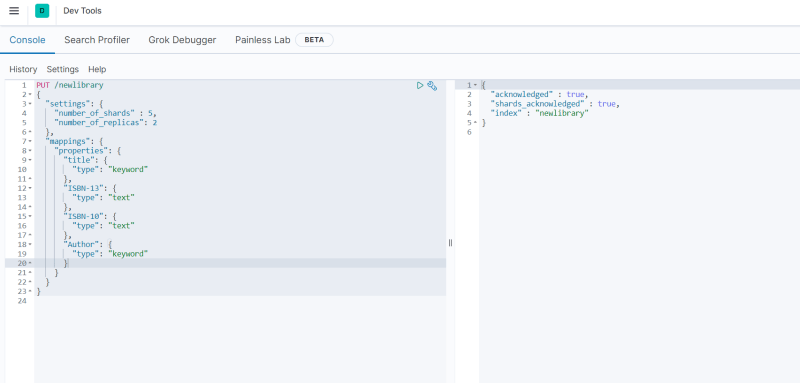 D Dev Tools
Console Search Profiler Grok Debugger Painless Lab BETA
History Settings Help
1 PUT /newlibrary
2 {
3 "settings": {
4 "number_of_shards" : 5,
5 "number_of_replicas": 2
6 },
7 "mappings": {
8 "properties": {
9 "title": {
10 "type": "keyword"
11 },
12 "ISBN-13": {
13 "type": "text"
14 },
15 "ISBN-10": {
16 "type": "text"
17 },
18 "Author": {
19 "type": "keyword"
20 }
21 }
22 }
23 }
24
1 {
2 "acknowledged" : true,
3 "shards_acknowledged" : true,
4 "index" : "newlibrary"
5 }
6